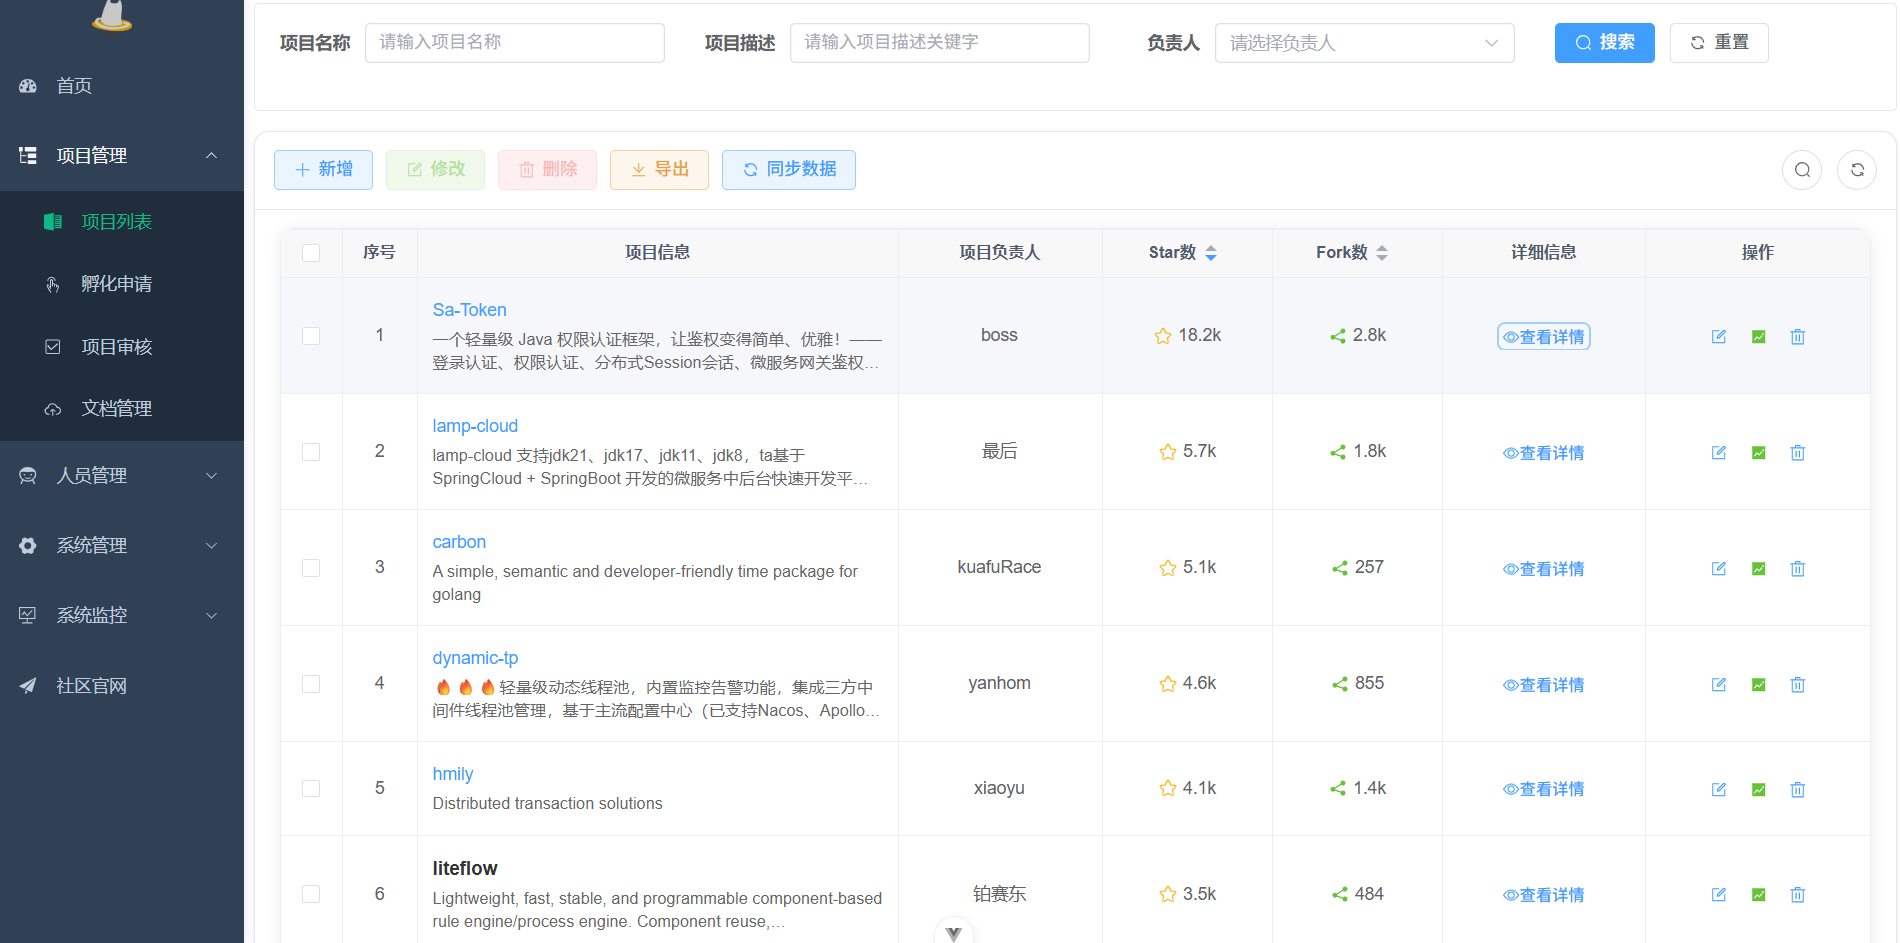 项目名称 请输入项目名称 项目描述 请输入项目描述关键字 负责人 请选择负责人 搜索 重置
首页
项目管理
项目列表
孵化申请
项目审核
文档管理
人员管理
系统管理
系统监控
社区官网
新增 修改 删除 导出 同步数据
序号 项目信息 项目负责人 Star数 Fork数 详细信息 操作
Sa-Token
1 一个轻量级 Java 权限认证框架，让鉴权变得简单、优雅！—— boss 18.2k 2.8k 查看详情
登录认证、权限认证、分布式Session会话、微服务网关鉴权...
lamp-cloud
2 lamp-cloud 支持jdk21、jdk17、jdk11、jdk8，ta基于 最后 5.7k 1.8k 查看详情
SpringCloud + SpringBoot 开发的微服务中后台快速开发平...
carbon
3 A simple, semantic and developer-friendly time package for kuafuRace 5.1k 257 查看详情
golang
dynamic-tp
4 🔥🔥🔥轻量级动态线程池，内置监控告警功能，集成三方中 yanhom 4.6k 855 查看详情
间件线程池管理，基于主流配置中心（已支持Nacos、Apollo...
hmily
5 Distributed transaction solutions xiaoyu 4.1k 1.4k 查看详情
liteflow
6 Lightweight, fast, stable, and programmable component-based 铂赛东 3.5k 484 查看详情
rule engine/process engine. Component reuse,...